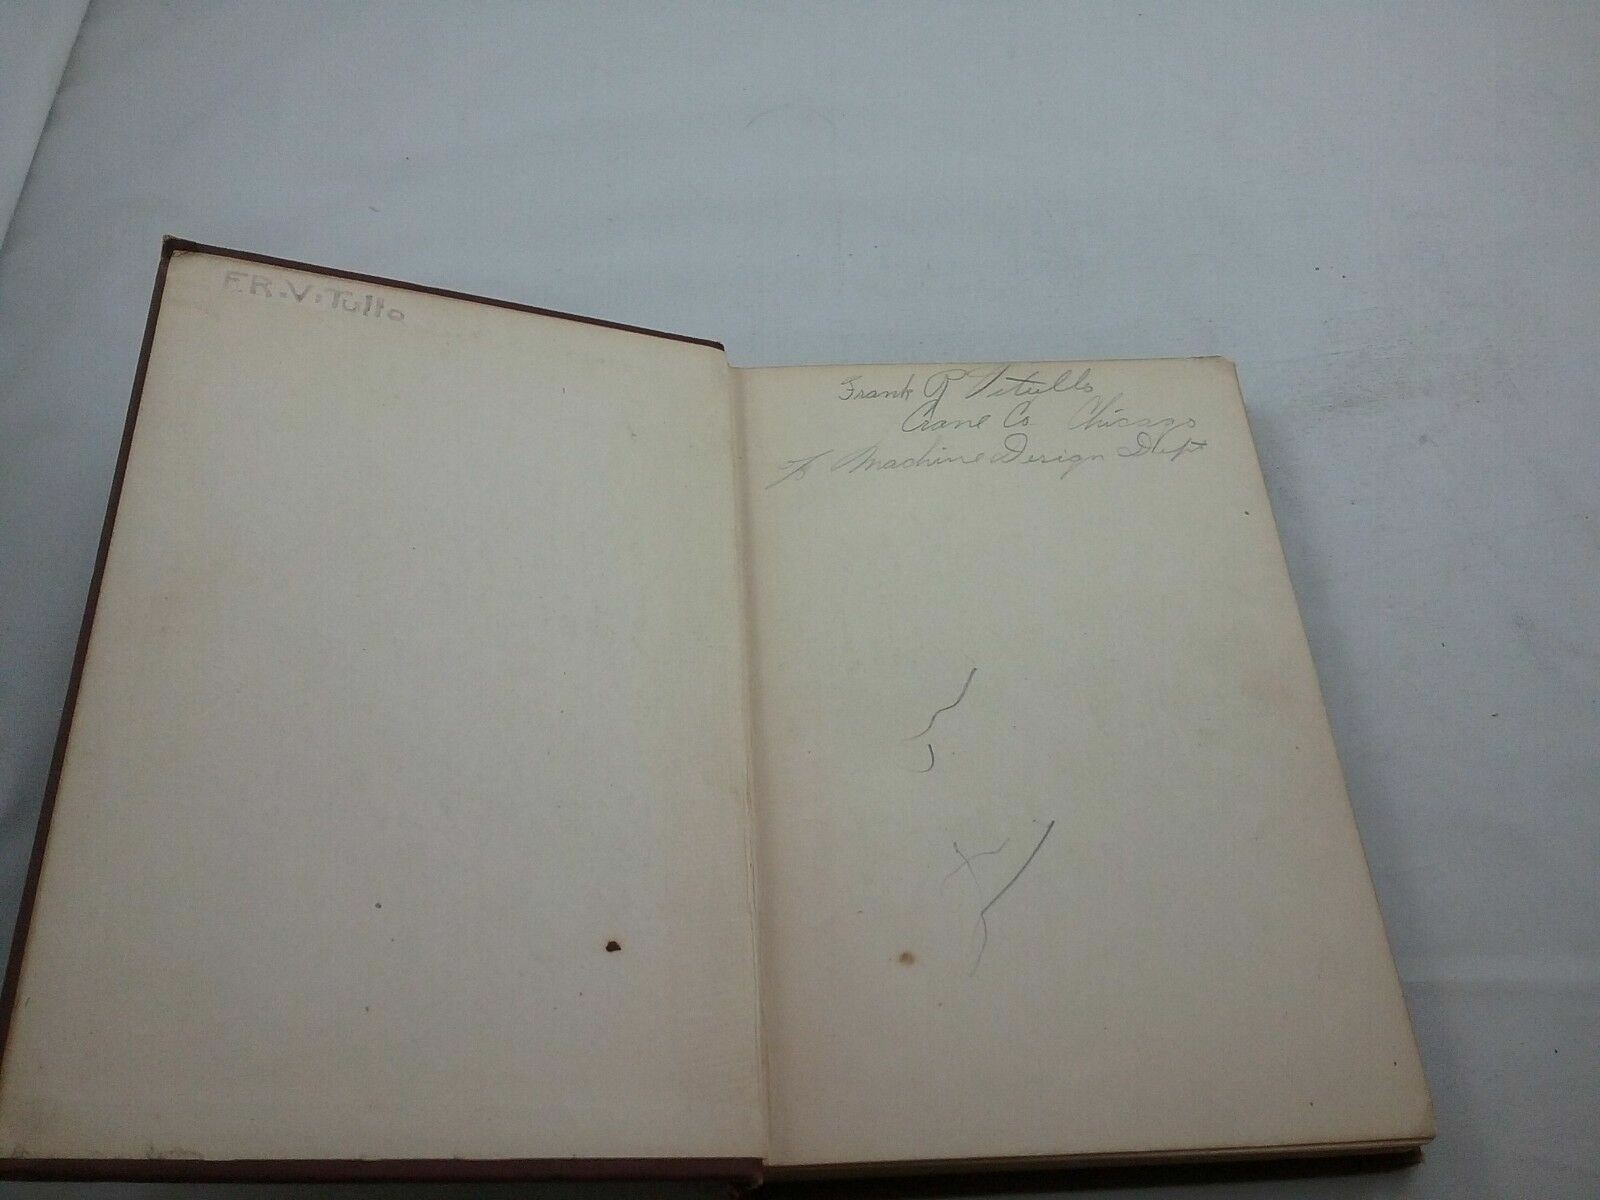 F.R.V.Tullo
Frank R Vitullo
Crane Co. Chicago
% Machine Design Dept